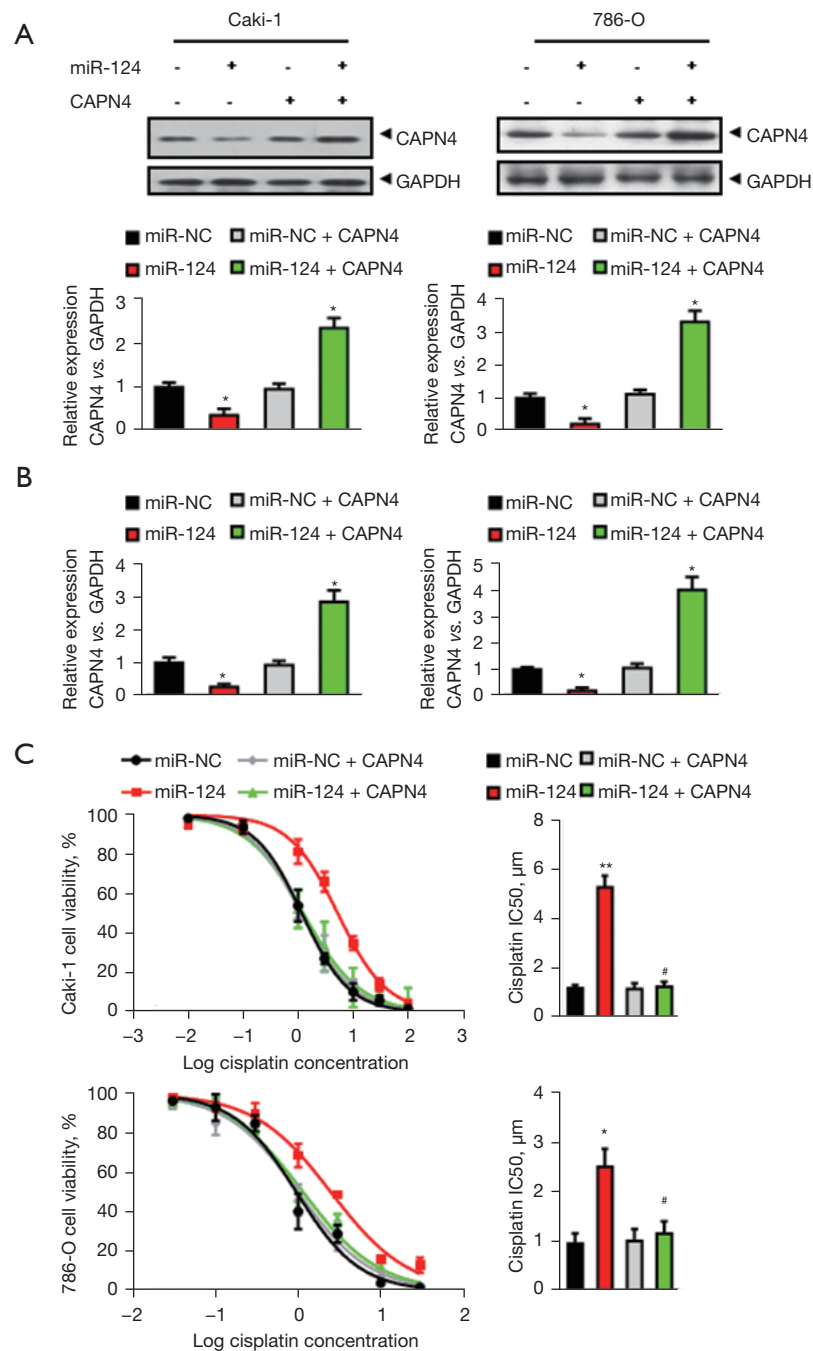 A
Caki-1
786-O
miR-124 - + - +
- + - +
CAPN4 - - + +
- - + +
CAPN4
GAPDH
CAPN4
GAPDH
miR-NC miR-NC + CAPN4
miR-124 miR-124 + CAPN4
Relative expression
CAPN4 vs. GAPDH
3
2
1
0
*
*
miR-NC miR-NC + CAPN4
miR-124 miR-124 + CAPN4
Relative expression
CAPN4 vs. GAPDH
4
3
2
1
0
*
*
B
miR-NC miR-NC + CAPN4
miR-124 miR-124 + CAPN4
Relative expression
CAPN4 vs. GAPDH
4
3
2
1
0
*
*
miR-NC miR-NC + CAPN4
miR-124 miR-124 + CAPN4
Relative expression
CAPN4 vs. GAPDH
5
4
3
2
1
0
*
*
C
miR-NC miR-NC + CAPN4
miR-124 miR-124 + CAPN4
Caki-1 cell viability, %
100
80
60
40
20
0
−3 −2 −1 0 1 2 3
Log cisplatin concentration
miR-NC miR-NC + CAPN4
miR-124 miR-124 + CAPN4
Cisplatin IC50, μm
8
6
4
2
0
**
#
786-O cell viability, %
100
80
60
40
20
0
−2 −1 0 1 2
Log cisplatin concentration
Cisplatin IC50, μm
4
3
2
1
0
*
#